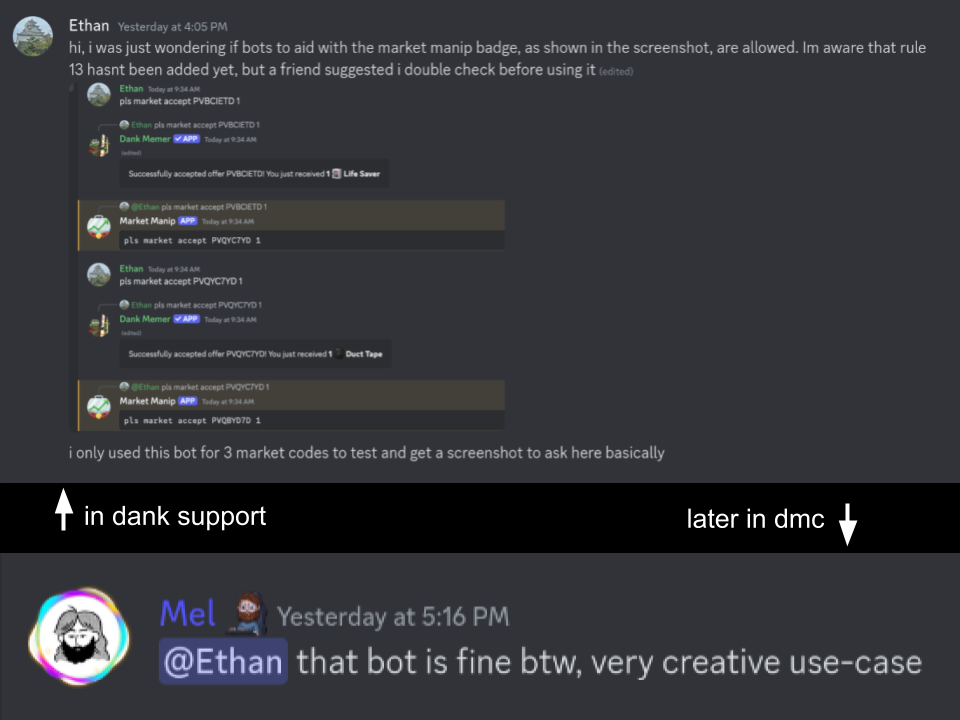 Ethan Yesterday at 4:05 PM
hi, i was just wondering if bots to aid with the market manip badge, as shown in the screenshot, are allowed. Im aware that rule
13 hasnt been added yet, but a friend suggested i double check before using it (edited)
Ethan Today at 9:34 AM
pls market accept PVBCIETD 1
Ethan pls market accept PVBCIETD 1
Dank Memer ✓ APP Today at 9:34 AM
(edited)
Successfully accepted offer PVBCIETD! You just received 1 Life Saver
@Ethan pls market accept PVBCIETD 1
Market Manip APP Today at 9:34 AM
pls market accept PVQYC7YD 1
Ethan Today at 9:34 AM
pls market accept PVQYC7YD 1
Ethan pls market accept PVQYC7YD 1
Dank Memer ✓ APP Today at 9:34 AM
(edited)
Successfully accepted offer PVQYC7YD! You just received 1 Duct Tape
@Ethan pls market accept PVQYC7YD 1
Market Manip APP Today at 9:34 AM
pls market accept PVQBYD7D 1
i only used this bot for 3 market codes to test and get a screenshot to ask here basically
in dank support
later in dmc
Mel Yesterday at 5:16 PM
@Ethan that bot is fine btw, very creative use-case